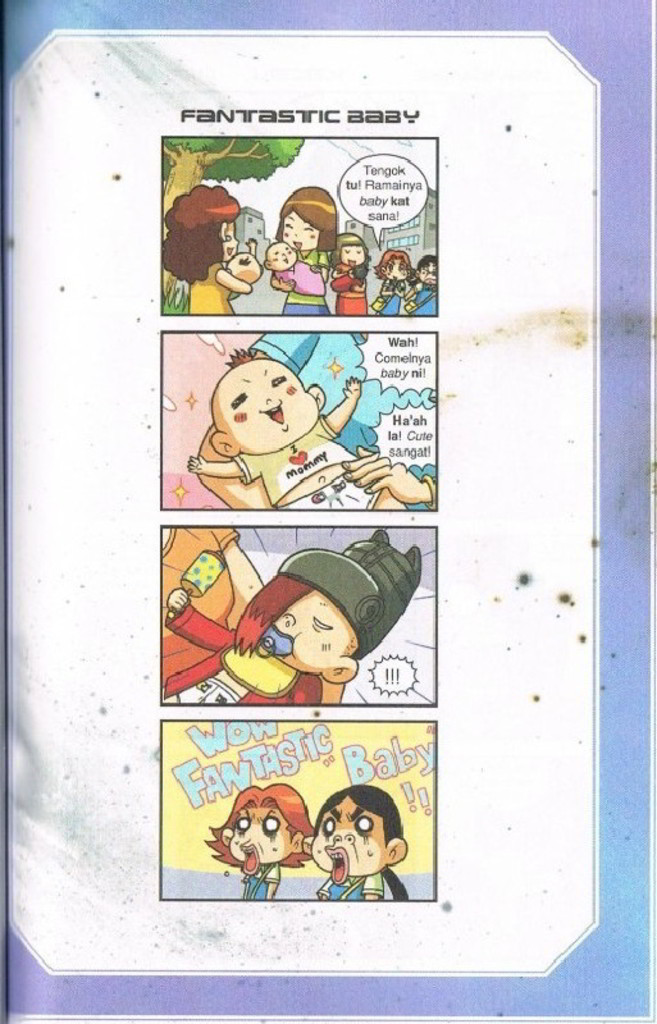 FANTASTIC BABY
Tengok
tu! Ramainya
baby kat
sana!
Wah!
Comelnya
baby ni!
Ha'ah
la! Cute
sangat!
I ❤
mommy
!!!
WOW
FANTASTIC
Baby
!!